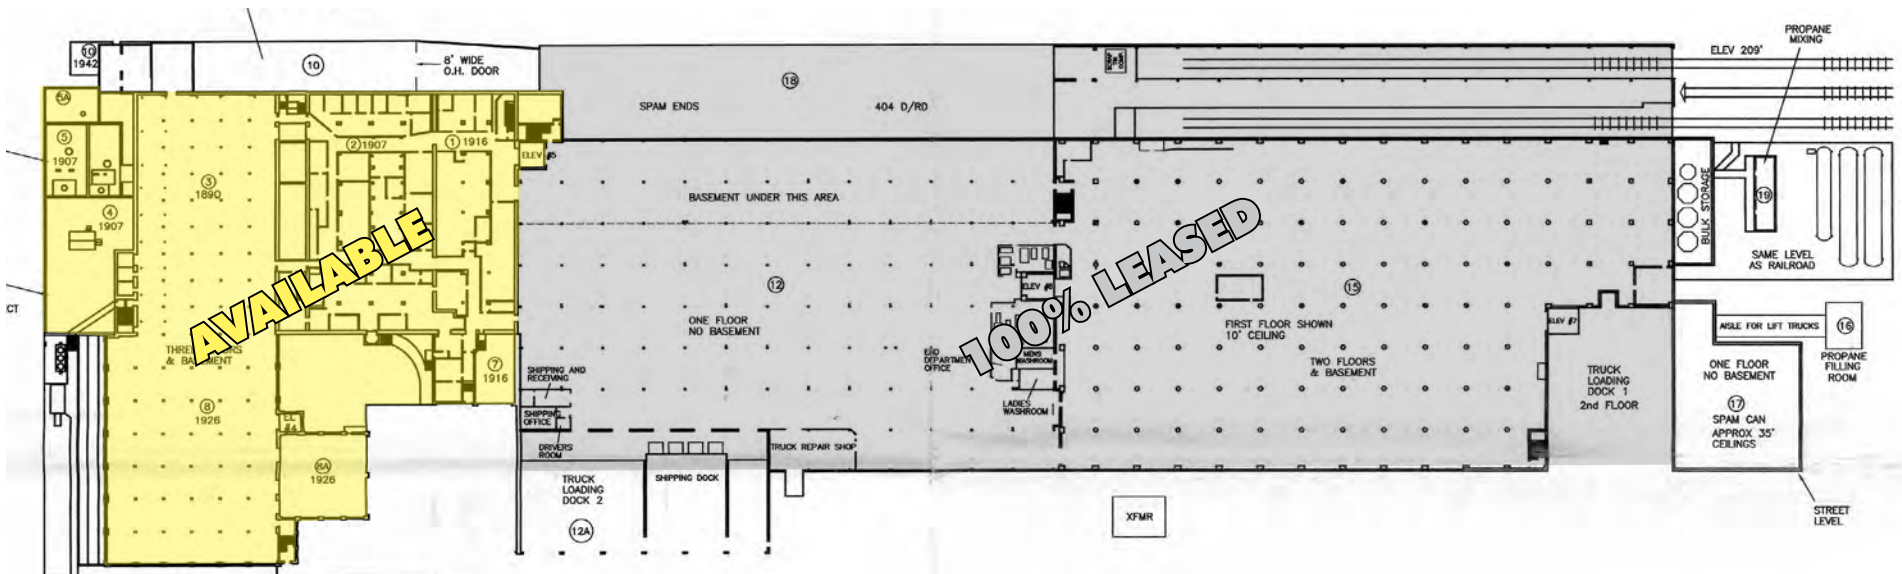 10
1942
10
8' WIDE
O.H. DOOR
18
SPAM ENDS
404 D/RD
ELEV 209'
PROPANE
MIXING
5A
5
1907
2 1907
1 1916
ELEV #5
3
1890
4
1907
BASEMENT UNDER THIS AREA
BULK STORAGE
19
SAME LEVEL
AS RAILROAD
AVAILABLE
100% LEASED
12
ONE FLOOR
NO BASEMENT
15
FIRST FLOOR SHOWN
10' CEILING
TWO FLOORS
& BASEMENT
ELEV #7
AISLE FOR LIFT TRUCKS
16
PROPANE
FILLING
ROOM
CT
& BASEMENT
7
1916
SHIPPING AND
RECEIVING
SHIPPING
OFFICE
DRIVERS
ROOM
DEPARTMENT
OFFICE
MENS
WASHROOM
LADIES
WASHROOM
TRUCK
LOADING
DOCK 1
2nd FLOOR
ONE FLOOR
NO BASEMENT
17
SPAM CAN
APPROX 35'
CEILINGS
8
1926
EL
#4
8A
1926
TRUCK REPAIR SHOP
TRUCK
LOADING
DOCK 2
SHIPPING DOCK
12A
XFMR
STREET
LEVEL